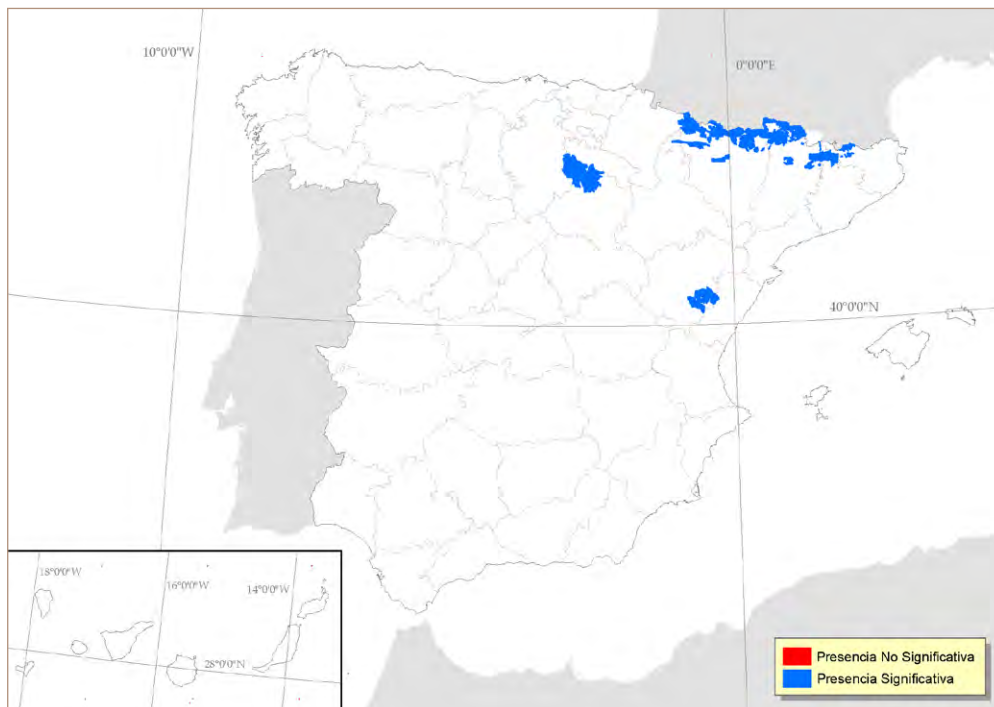 10°0'0"W
0°0'0"E
40°0'0"N
18°0'0"W
16°0'0"W
14°0'0"W
28°0'0"N
Presencia No Significativa
Presencia Significativa